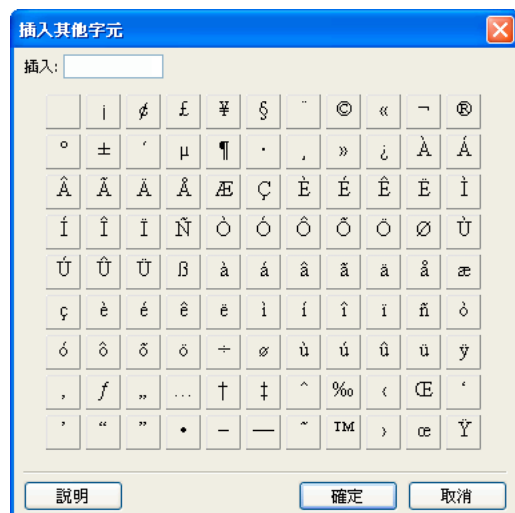 插入其他字元
插入:
¡ ¢ £ ¥ § ¨ © « ¬ ®
° ± ´ µ ¶ · ¸ » ¿ À Á
Â Ã Ä Å Æ Ç È É Ê Ë Ì
Í Î Ï Ñ Ò Ó Ô Õ Ö Ø Ù
Ú Û Ü ß à á â ã ä å æ
ç è é ê ë ì í î ï ñ ò
ó ô õ ö ÷ ø ù ú û ü ÿ
‚ ƒ „ … † ‡ ˆ ‰ ‹ Œ ‘
’ “ ” • – — ˜ ™ › œ Ÿ
說明 確定 取消